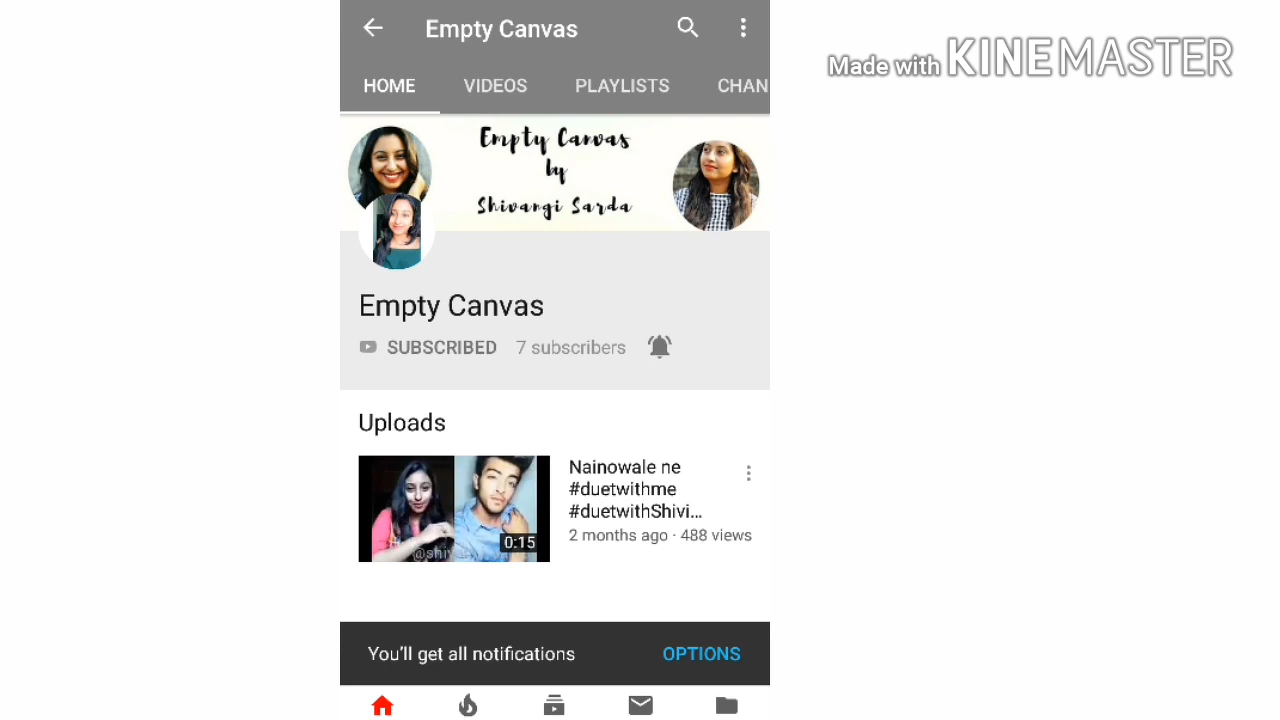 Empty Canvas
Made with KINEMASTER
HOME VIDEOS PLAYLISTS CHAN
Empty Canvas
by
Shivangi Sarda
Empty Canvas
SUBSCRIBED 7 subscribers
Uploads
Nainowale ne
#duetwithme
#duetwithShivi...
2 months ago · 488 views
0:15
You'll get all notifications OPTIONS